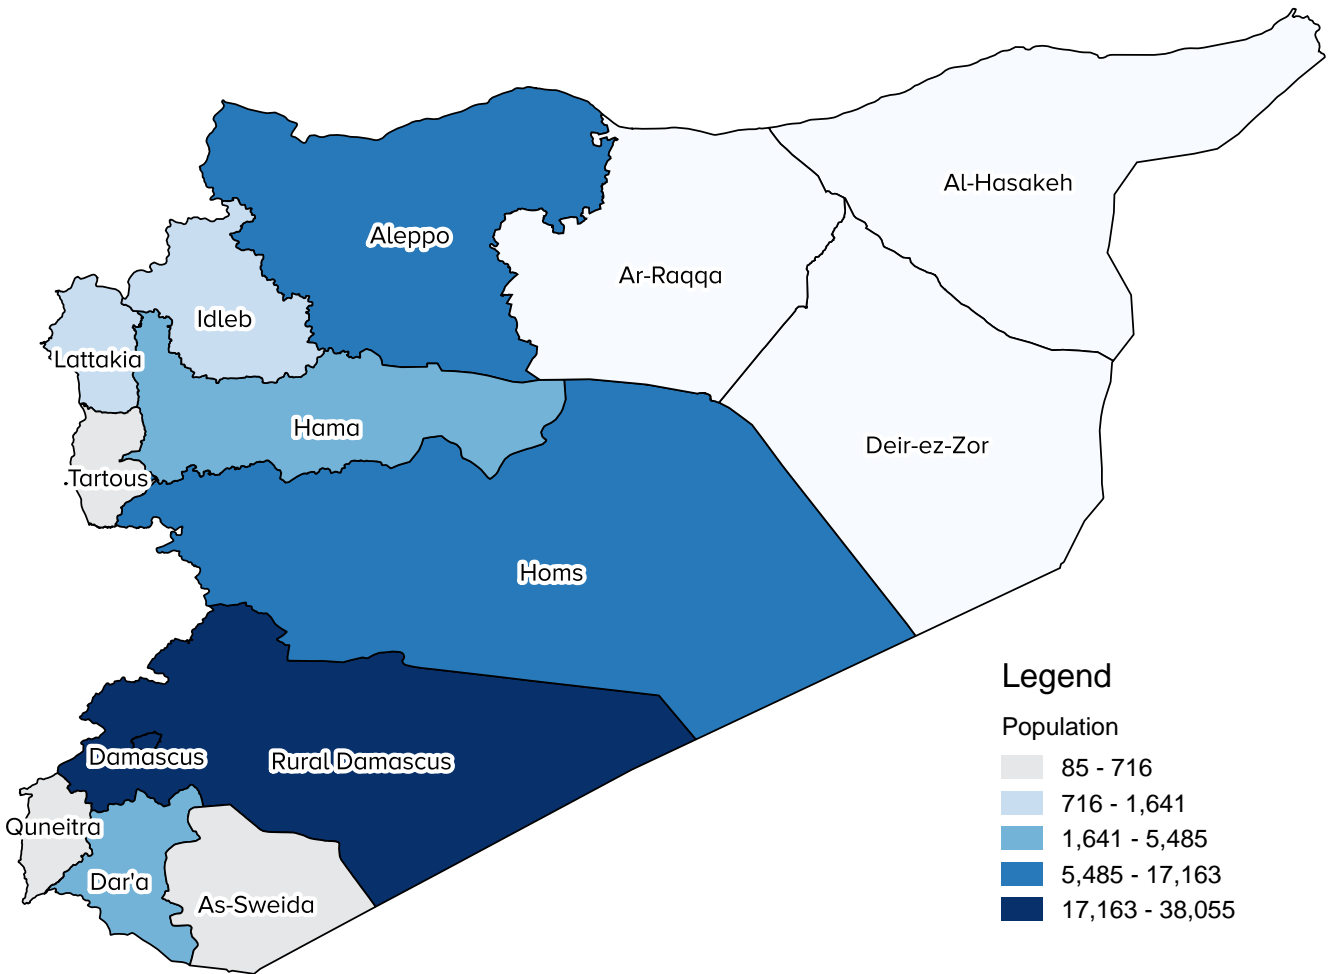 Al-Hasakeh
Aleppo
Ar-Raqqa
Idleb
Lattakia
Hama
Deir-ez-Zor
Tartous
Homs
Damascus
Rural Damascus
Quneitra
Dar'a
As-Sweida
Legend
Population
85 - 716
716 - 1,641
1,641 - 5,485
5,485 - 17,163
17,163 - 38,055